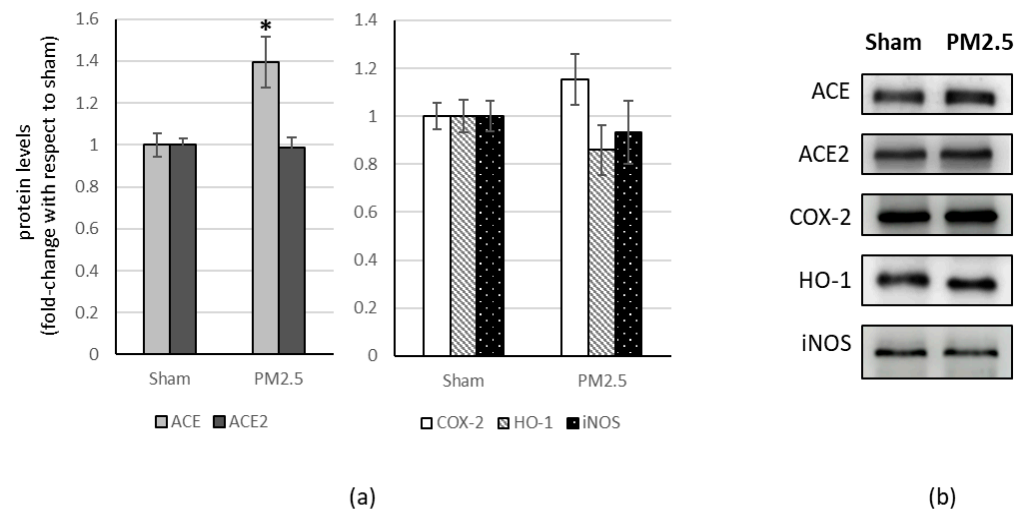 protein levels
(fold-change with respect to sham)
1.6
1.4
1.2
1
0.8
0.6
0.4
0.2
0
*
Sham PM2.5
ACE ACE2
1.4
1.2
1
0.8
0.6
0.4
0.2
0
Sham PM2.5
COX-2 HO-1 iNOS
(a)
Sham PM2.5
ACE
ACE2
COX-2
HO-1
iNOS
(b)